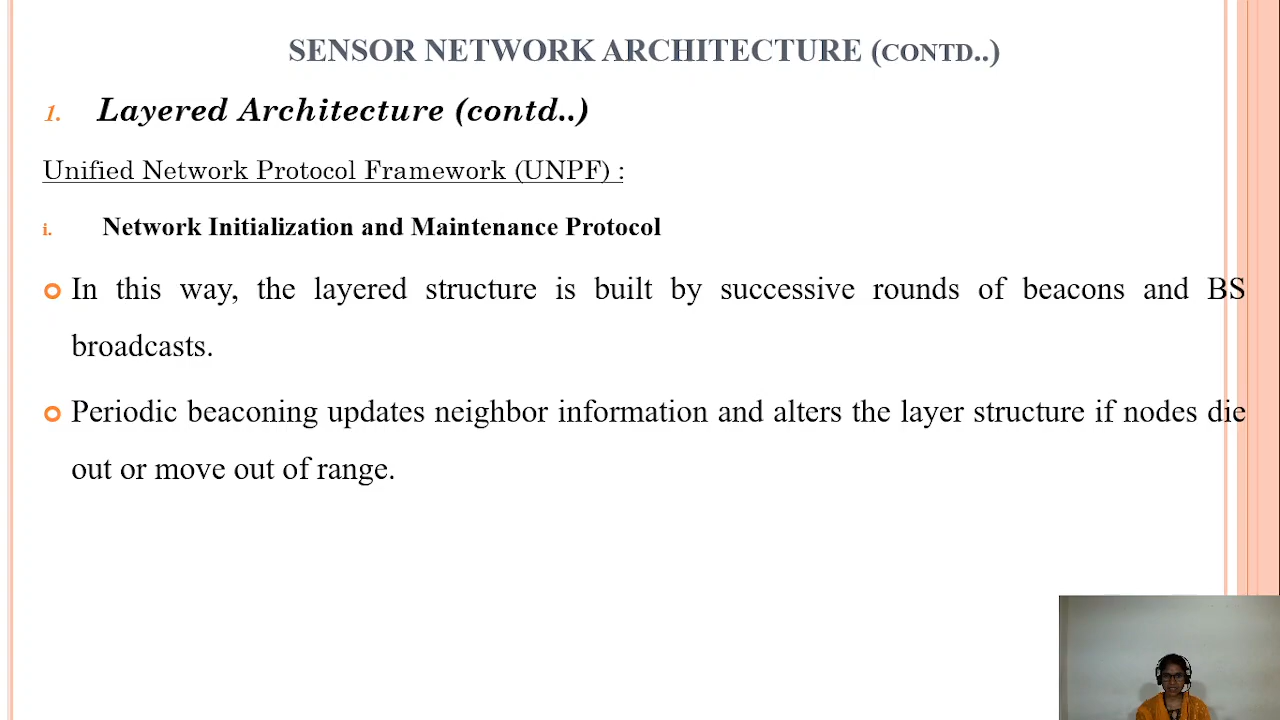 SENSOR NETWORK ARCHITECTURE (CONTD..)
1. Layered Architecture (contd..)
Unified Network Protocol Framework (UNPF) :
i. Network Initialization and Maintenance Protocol
In this way, the layered structure is built by successive rounds of beacons and BS
broadcasts.
Periodic beaconing updates neighbor information and alters the layer structure if nodes die
out or move out of range.